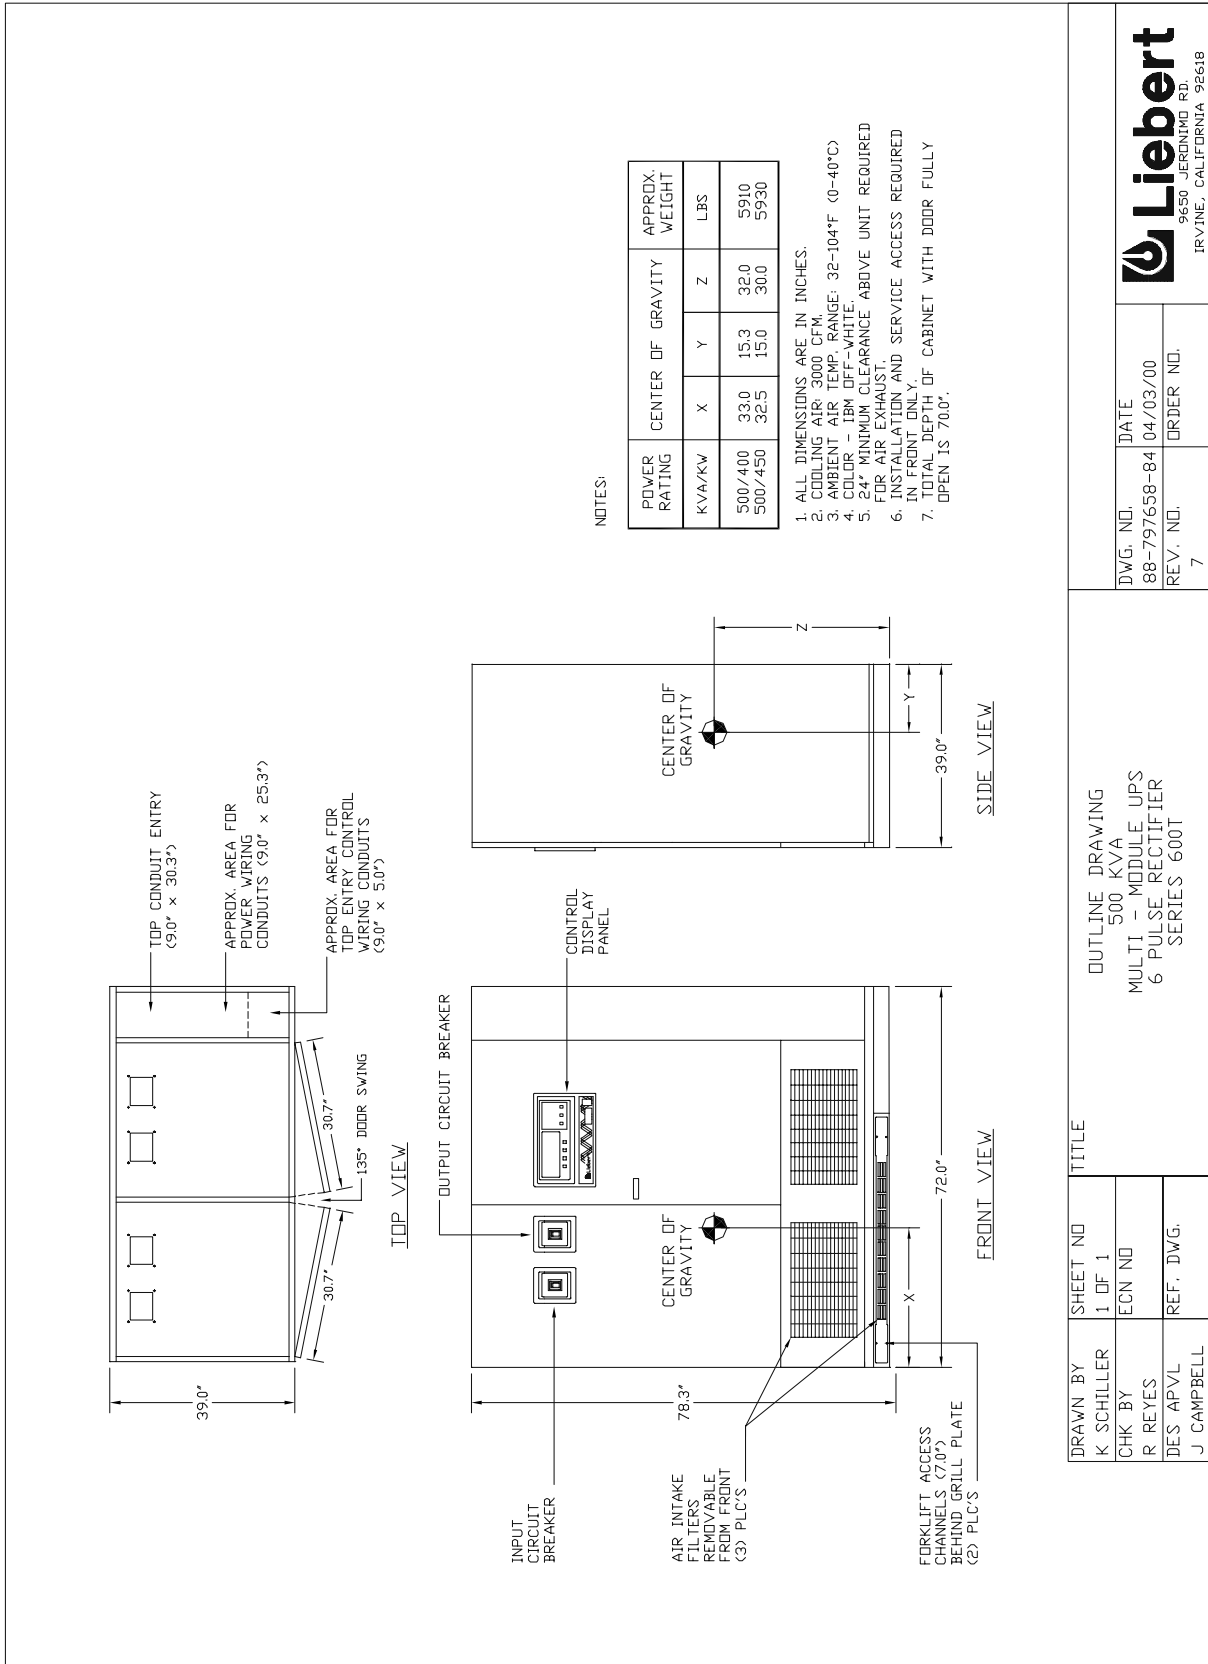 TOP CONDUIT ENTRY
(9.0" x 30.3")
APPROX. AREA FOR
POWER WIRING
CONDUITS (9.0" x 25.3")
APPROX. AREA FOR
TOP ENTRY CONTROL
WIRING CONDUITS
(9.0" x 5.0")
39.0"
30.7"
30.7"
135° DOOR SWING
TOP VIEW
INPUT
CIRCUIT
BREAKER
OUTPUT CIRCUIT BREAKER
CONTROL
DISPLAY
PANEL
AIR INTAKE
FILTERS
REMOVABLE
FROM FRONT
(3) PLC'S
FORKLIFT ACCESS
CHANNELS (7.0")
BEHIND GRILL PLATE
(2) PLC'S
78.3"
CENTER OF
GRAVITY
X
72.0"
FRONT VIEW
CENTER OF
GRAVITY
Z
Y
39.0"
SIDE VIEW
NOTES:
POWER RATING CENTER OF GRAVITY APPROX. WEIGHT
KVA/KW X Y Z LBS
500/400 33.0 15.3 32.0 5910
500/450 32.5 15.0 30.0 5930
1. ALL DIMENSIONS ARE IN INCHES.
2. COOLING AIR: 3000 CFM.
3. AMBIENT AIR TEMP. RANGE: 32-104°F (0-40°C)
4. COLOR - IBM OFF-WHITE.
5. 24" MINIMUM CLEARANCE ABOVE UNIT REQUIRED
FOR AIR EXHAUST.
6. INSTALLATION AND SERVICE ACCESS REQUIRED
IN FRONT ONLY.
7. TOTAL DEPTH OF CABINET WITH DOOR FULLY
OPEN IS 70.0".
DRAWN BY
K SCHILLER
CHK BY
R REYES
DES APVL
J CAMPBELL
SHEET NO
1 OF 1
ECN NO
REF. DWG.
TITLE
OUTLINE DRAWING
500 KVA
MULTI - MODULE UPS
6 PULSE RECTIFIER
SERIES 600T
DWG. NO.
88-797658-84
REV. NO.
7
DATE
04/03/00
ORDER NO.
Liebert
9650 JERONIMO RD.
IRVINE, CALIFORNIA 92618